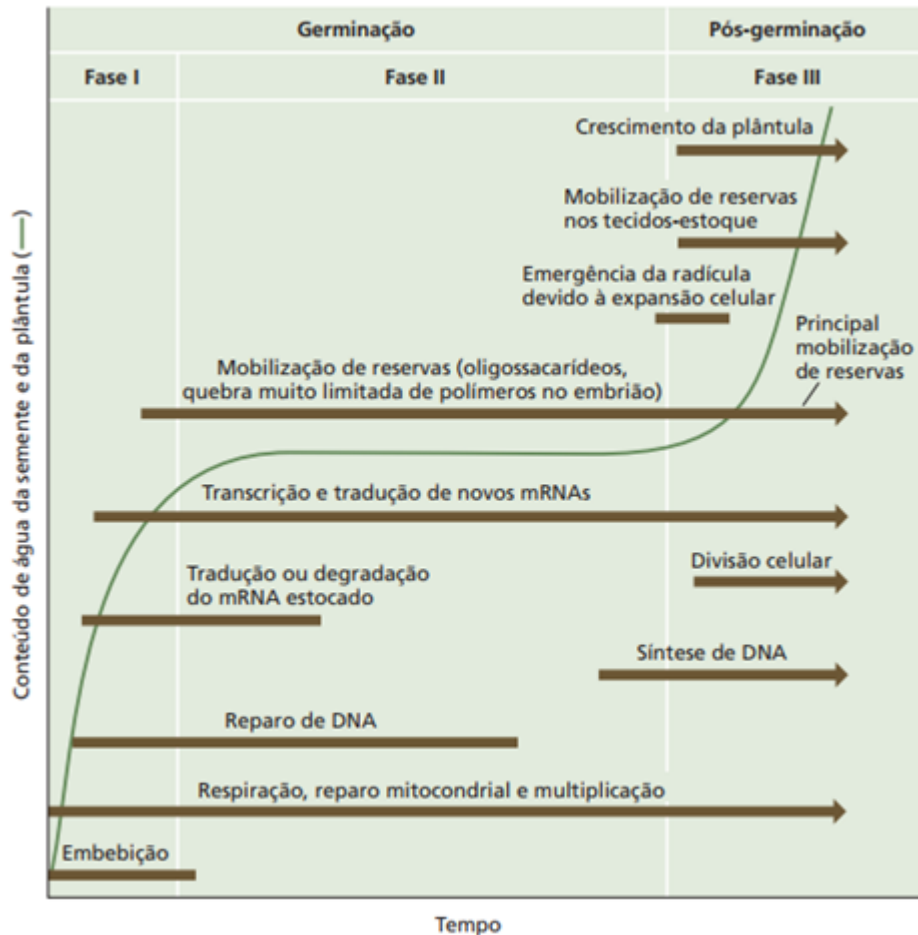 Germinação
Pós-germinação
Fase I
Fase II
Fase III
Crescimento da plântula
Mobilização de reservas
nos tecidos-estoque
Emergência da radícula
devido à expansão celular
Principal
mobilização
de reservas
Mobilização de reservas (oligossacarídeos,
quebra muito limitada de polímeros no embrião)
Transcrição e tradução de novos mRNAs
Tradução ou degradação
do mRNA estocado
Divisão celular
Síntese de DNA
Reparo de DNA
Respiração, reparo mitocondrial e multiplicação
Embebição
Conteúdo de água da semente e da plântula (—)
Tempo